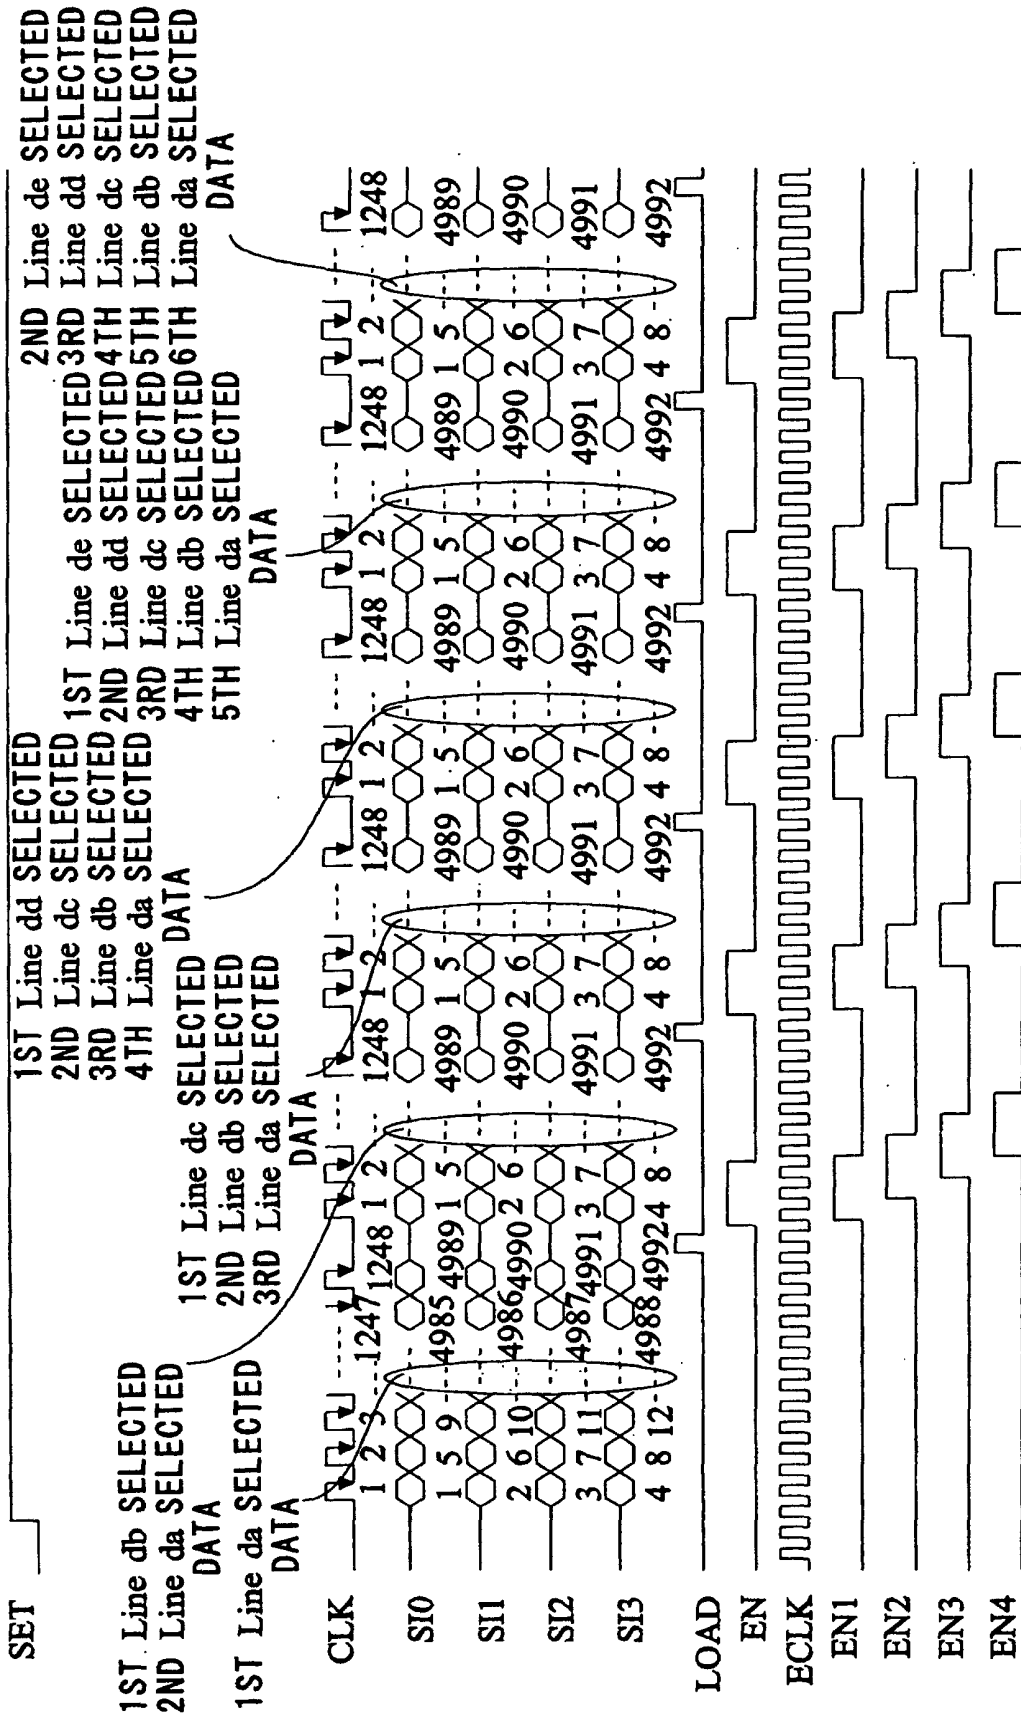 SET
1ST Line db SELECTED
2ND Line da SELECTED
DATA
1ST Line da SELECTED
DATA
1ST Line dc SELECTED
2ND Line db SELECTED
3RD Line da SELECTED
DATA
1ST Line dd SELECTED
2ND Line dc SELECTED
3RD Line db SELECTED
4TH Line da SELECTED
DATA
1ST Line de SELECTED
2ND Line dd SELECTED
3RD Line dc SELECTED
4TH Line db SELECTED
5TH Line da SELECTED
DATA
2ND Line de SELECTED
3RD Line dd SELECTED
4TH Line dc SELECTED
5TH Line db SELECTED
6TH Line da SELECTED
DATA
CLK
1 2 3 1247 1248 1 2 1248 1 2 1248 1 2 1248 1 2 1248 1 2 1248
SI0
1 5 9 4985 4989 1 5 4989 1 5 4989 1 5 4989 1 5 4989 1 5 4989
SI1
2 6 10 4986 4990 2 6 4990 2 6 4990 2 6 4990 2 6 4990 2 6 4990
SI2
3 7 11 4987 4991 3 7 4991 3 7 4991 3 7 4991 3 7 4991 3 7 4991
SI3
4 8 12 4988 4992 4 8 4992 4 8 4992 4 8 4992 4 8 4992 4 8 4992
LOAD
EN
ECLK
EN1
EN2
EN3
EN4